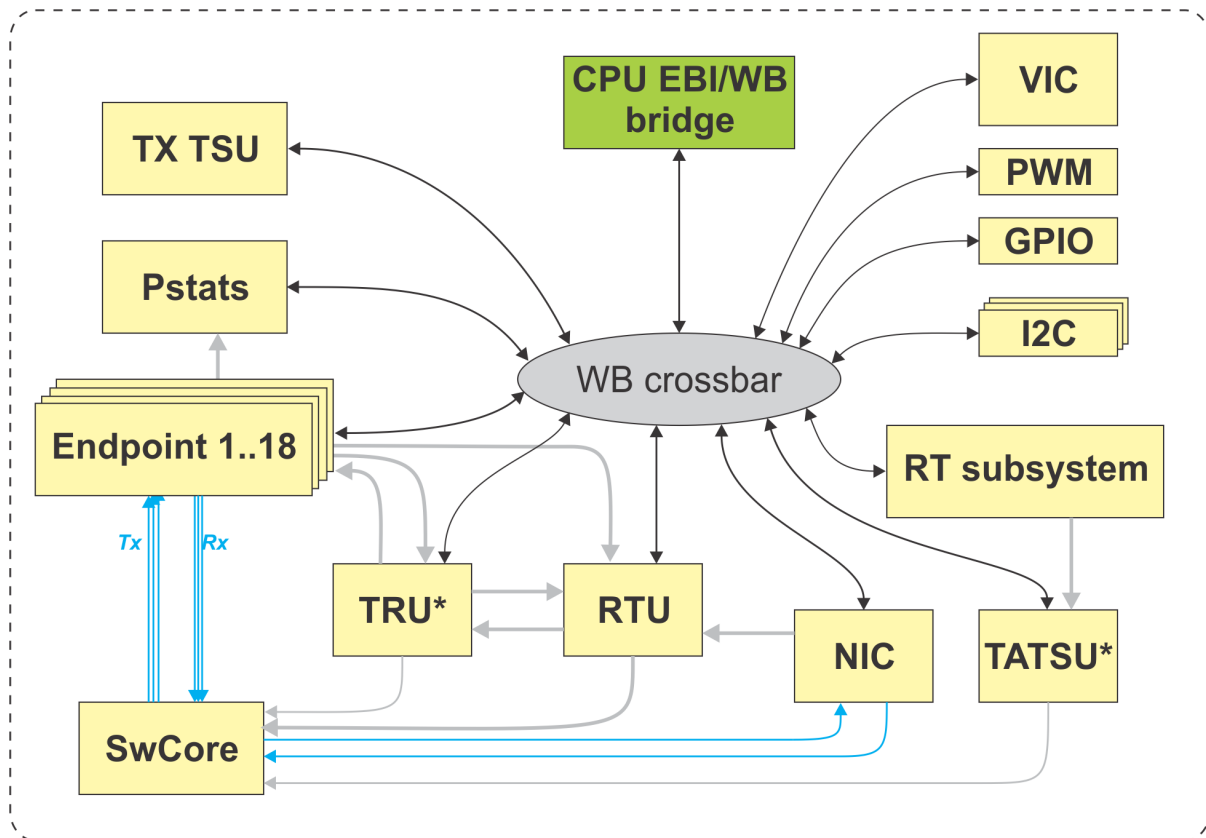 CPU EBI/WB
bridge
VIC
TX TSU
PWM
GPIO
Pstats
I2C
WB crossbar
Endpoint 1..18
RT subsystem
Tx
Rx
TRU*
RTU
NIC
TATSU*
SwCore